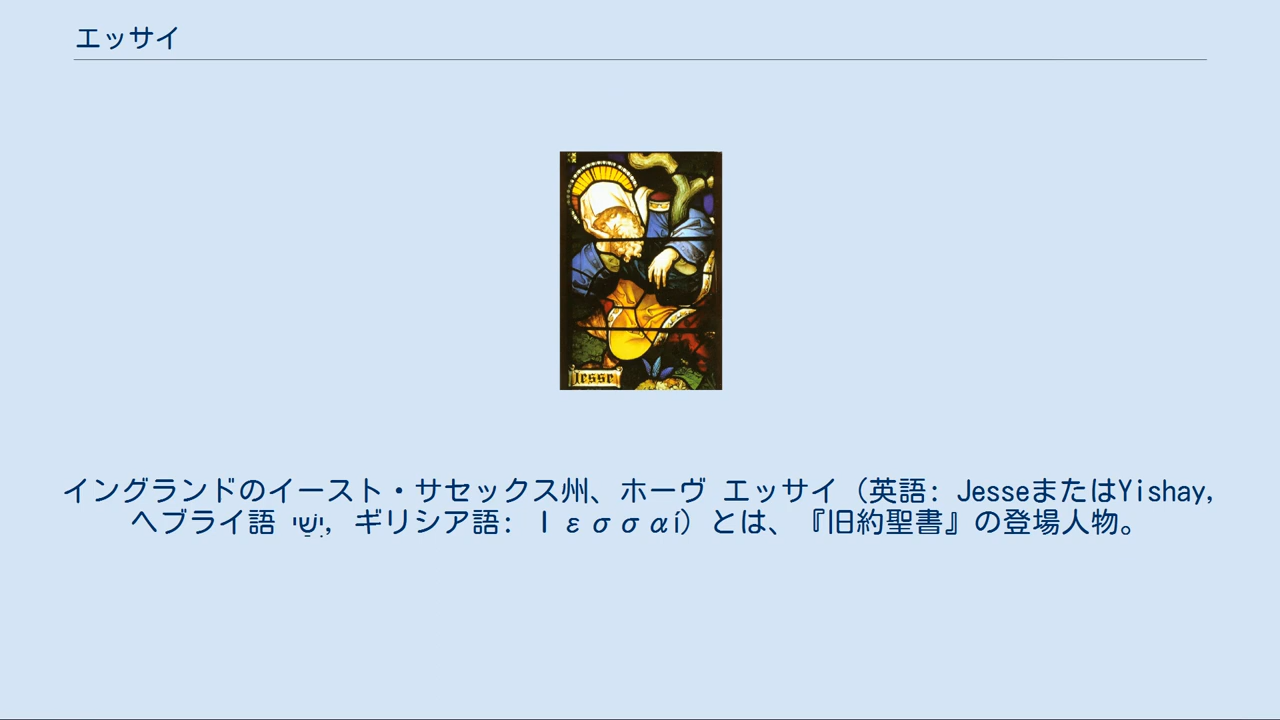 エッサイ
Jesse
イングランドのイースト・サセックス州、ホーヴ エッサイ（英語: JesseまたはYishay,
ヘブライ語 יִשַׁי, ギリシア語: Ιεσσαί）とは、『旧約聖書』の登場人物。